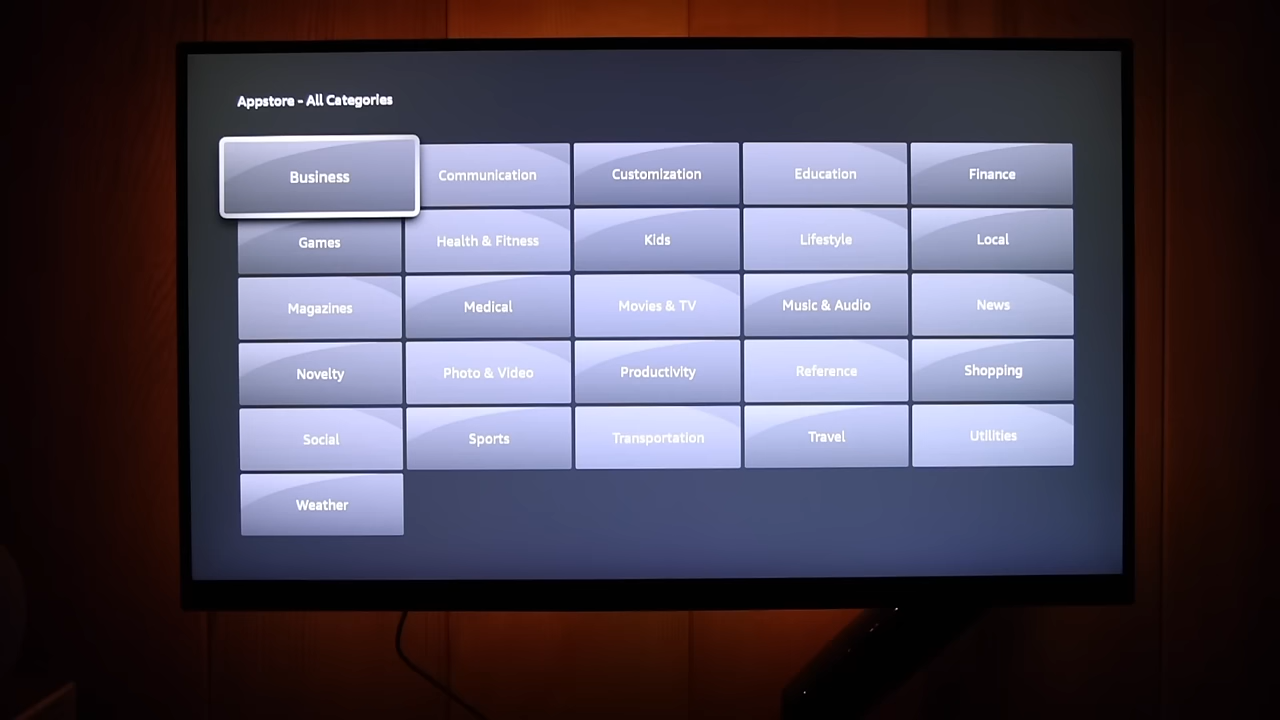 Appstore - All Categories
Business
Communication
Customization
Education
Finance
Games
Health & Fitness
Kids
Lifestyle
Local
Magazines
Medical
Movies & TV
Music & Audio
News
Novelty
Photo & Video
Productivity
Reference
Shopping
Social
Sports
Transportation
Travel
Utilities
Weather